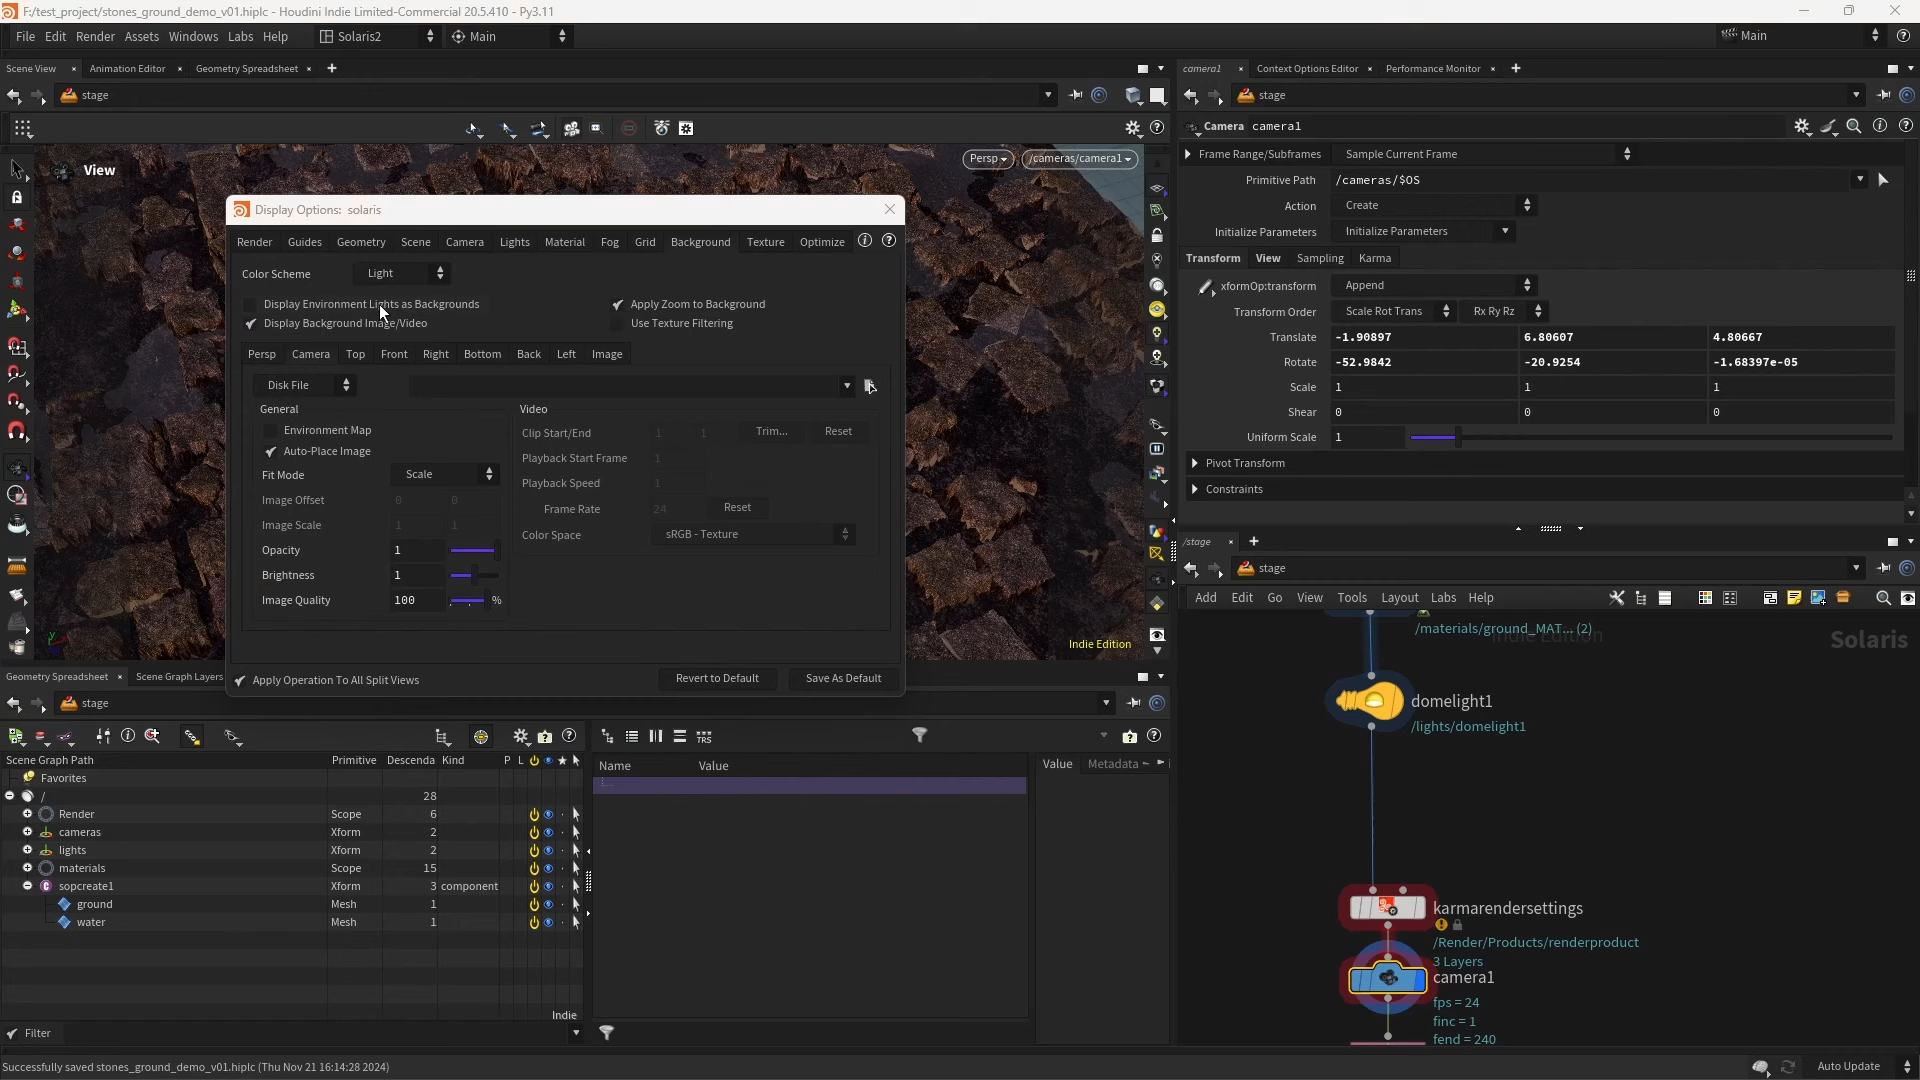 F:/test_project/stones_ground_demo_v01.hiplc - Houdini Indie Limited-Commercial 20.5.410 - Py3.11
File Edit Render Assets Windows Labs Help Solaris2 Main Main
Scene View × Animation Editor × Geometry Spreadsheet × +
camera1 × Context Options Editor × Performance Monitor × +
stage
stage
Camera camera1
View
Persp /cameras/camera1
Frame Range/Subframes Sample Current Frame
Primitive Path /cameras/$OS
Action Create
Initialize Parameters Initialize Parameters
Transform View Sampling Karma
xformOp:transform Append
Transform Order Scale Rot Trans Rx Ry Rz
Translate -1.90897 6.80607 4.80667
Rotate -52.9842 -20.9254 -1.68397e-05
Scale 1 1 1
Shear 0 0 0
Uniform Scale 1
Pivot Transform
Constraints
Display Options: solaris
Render Guides Geometry Scene Camera Lights Material Fog Grid Background Texture Optimize
Color Scheme Light
Display Environment Lights as Backgrounds Apply Zoom to Background
Display Background Image/Video Use Texture Filtering
Persp Camera Top Front Right Bottom Back Left Image
Disk File
General Video
Environment Map Clip Start/End 1 1 Trim... Reset
Auto-Place Image
Playback Start Frame 1
Fit Mode Scale
Playback Speed 1
Image Offset 0 0
Frame Rate 24 Reset
Image Scale 1 1
Color Space sRGB - Texture
Opacity 1
Brightness 1
Image Quality 100 %
Apply Operation To All Split Views Revert to Default Save As Default
Indie Edition
/stage × +
stage
Add Edit Go View Tools Layout Labs Help
/materials/ground_MAT... (2)
Indie Edition
Solaris
domelight1
/lights/domelight1
karmarendersettings
/Render/Products/renderproduct
3 Layers
camera1
fps = 24
finc = 1
fend = 240
Geometry Spreadsheet × Scene Graph Layers
stage
Scene Graph Path Primitive Descenda Kind P L
Favorites
/ 28
Render Scope 6
cameras Xform 2
lights Xform 2
materials Scope 15
sopcreate1 Xform 3 component
ground Mesh 1
water Mesh 1
Indie
Filter
TRS
Name Value
Value Metadata
Successfully saved stones_ground_demo_v01.hiplc (Thu Nov 21 16:14:28 2024)
Auto Update